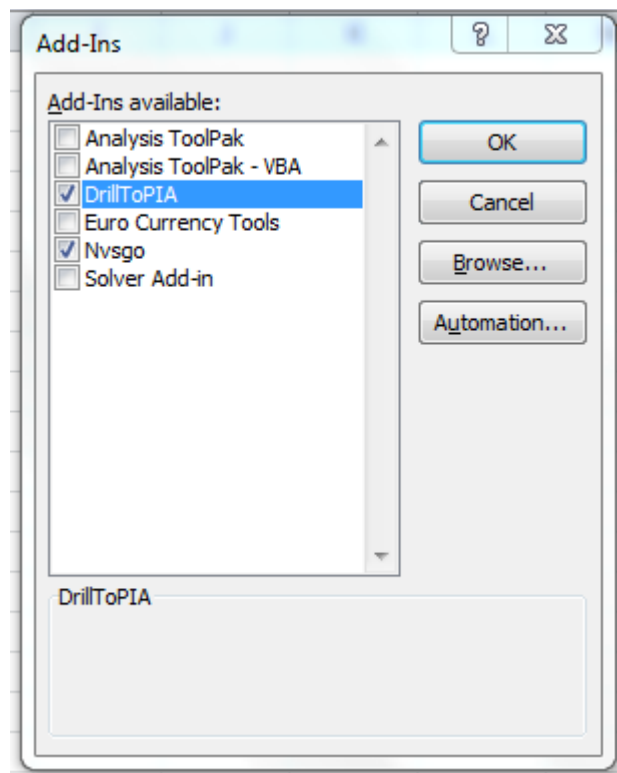 Add-Ins
Add-Ins available:
Analysis ToolPak
Analysis ToolPak - VBA
DrillToPIA
Euro Currency Tools
Nvsgo
Solver Add-in
OK
Cancel
Browse...
Automation...
DrillToPIA